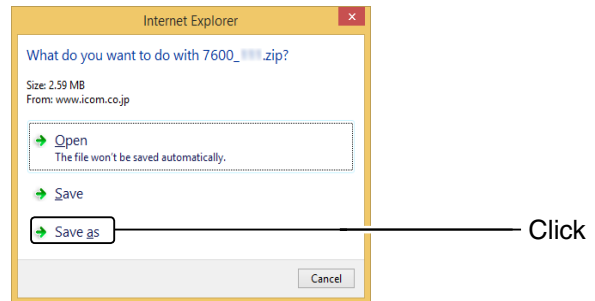 Internet Explorer
What do you want to do with 7600_ .zip?
Size: 2.59 MB
From: www.icom.co.jp
Open
The file won't be saved automatically.
Save
Save as
Click
Cancel